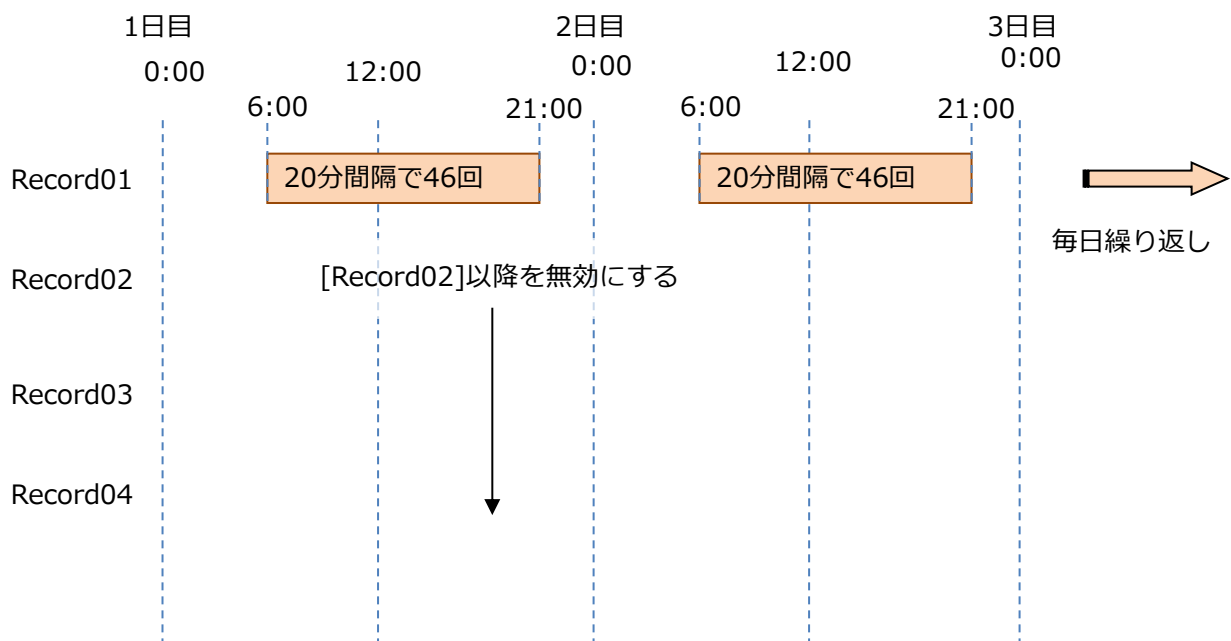 1日目 2日目 3日目
0:00 12:00 0:00 12:00 0:00
6:00 21:00 6:00 21:00
Record01 20分間隔で46回 20分間隔で46回
毎日繰り返し
Record02 [Record02]以降を無効にする
Record03
Record04